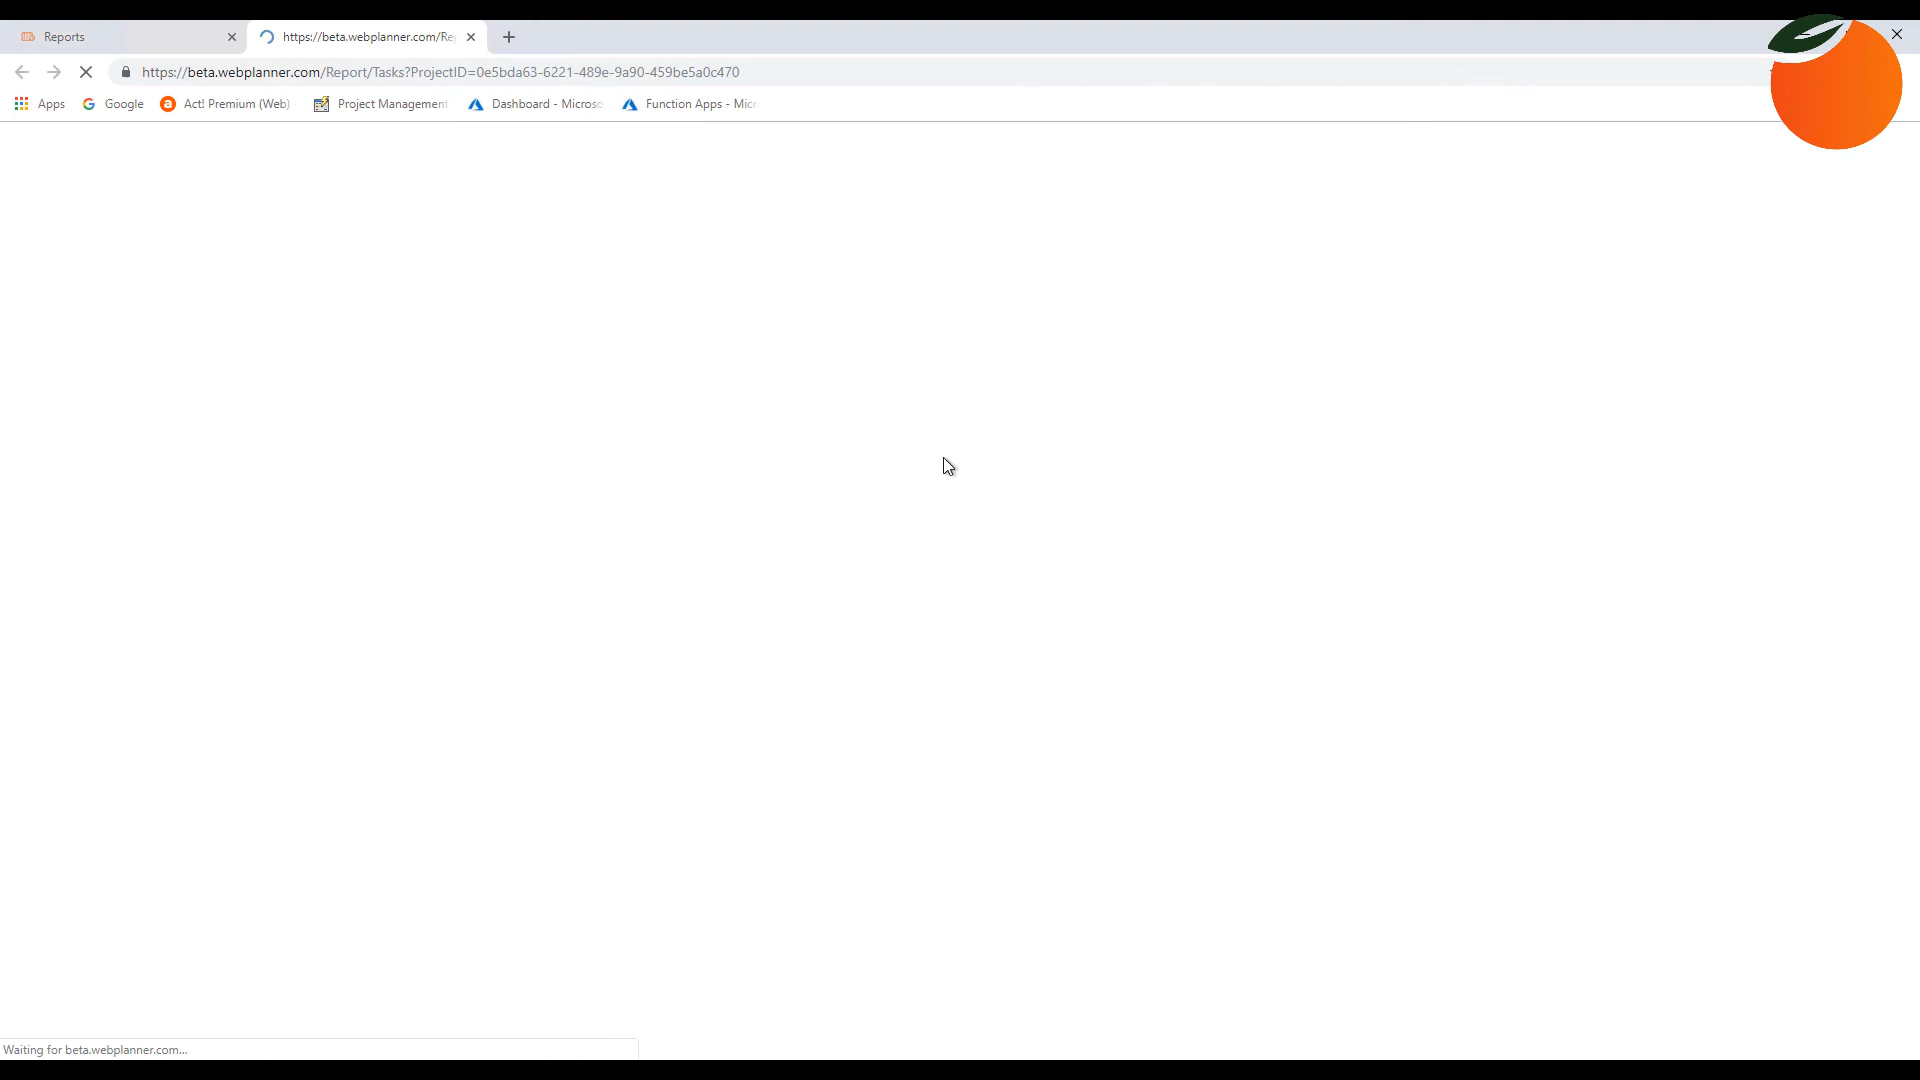 Reports
https://beta.webplanner.com/Re
https://beta.webplanner.com/Report/Tasks?ProjectID=0e5bda63-6221-489e-9a90-459be5a0c470
Apps Google Act! Premium (Web) Project Management Dashboard - Micros Function Apps - Micr
Waiting for beta.webplanner.com...